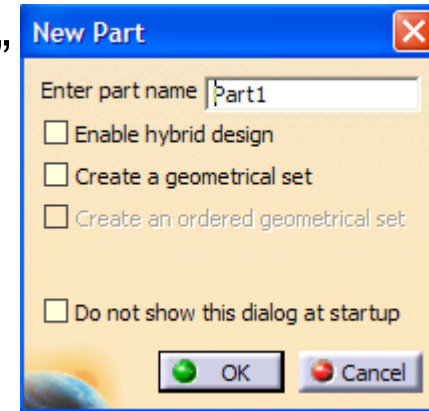 „
New Part
Enter part name Part1
Enable hybrid design
Create a geometrical set
Create an ordered geometrical set
Do not show this dialog at startup
OK Cancel